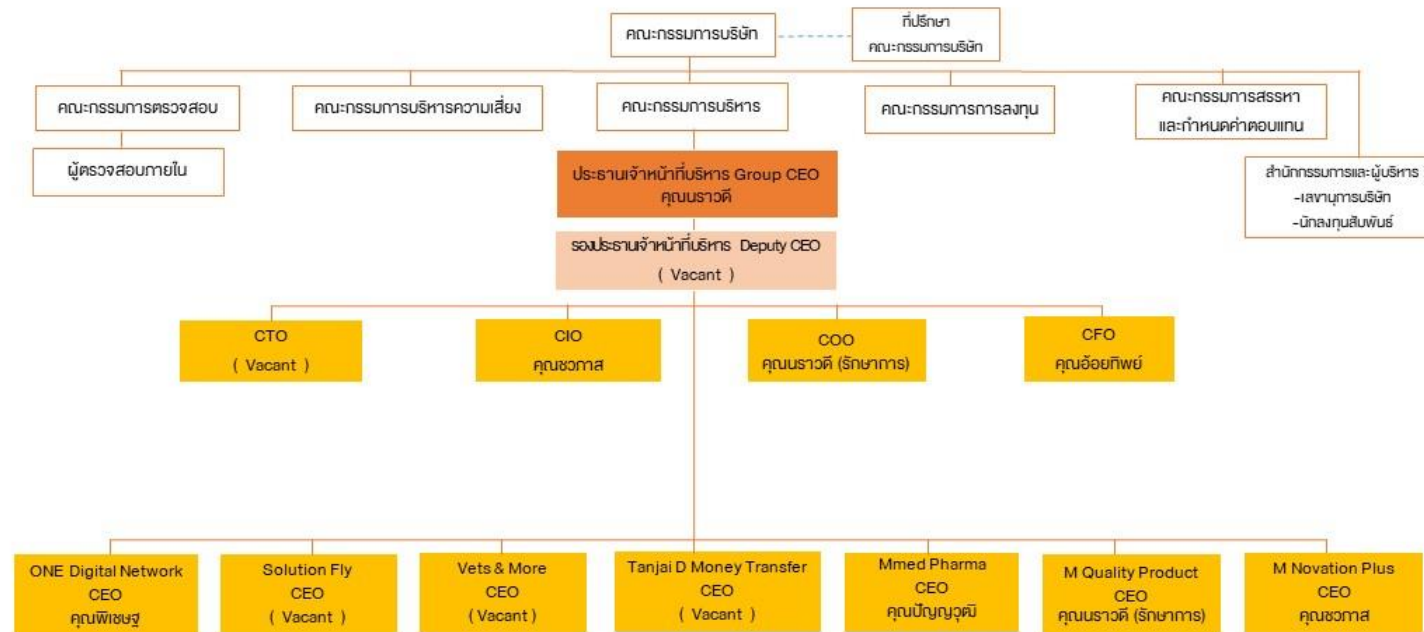 คณะกรรมการบริษัท
ที่ปรึกษา
คณะกรรมการบริษัท
คณะกรรมการตรวจสอบ
คณะกรรมการบริหารความเสี่ยง
คณะกรรมการบริหาร
คณะกรรมการการลงทุน
คณะกรรมการสรรหา
และกำหนดค่าตอบแทน
ผู้ตรวจสอบภายใน
ประธานเจ้าหน้าที่บริหาร Group CEO
คุณนราวดี
สำนักกรรมการและผู้บริหาร
-เลขานุการบริษัท
-นักลงทุนสัมพันธ์
รองประธานเจ้าหน้าที่บริหาร Deputy CEO
( Vacant )
CTO
( Vacant )
CIO
คุณชวภาส
COO
คุณนราวดี (รักษาการ)
CFO
คุณอ้อยทิพย์
ONE Digital Network
CEO
คุณพิเชษฐ
Solution Fly
CEO
( Vacant )
Vets & More
CEO
(Vacant )
Tanjai D Money Transfer
CEO
( Vacant )
Mmed Pharma
CEO
คุณปัญญวุฒิ
M Quality Product
CEO
คุณนราวดี (รักษาการ)
M Novation Plus
CEO
คุณชวภาส